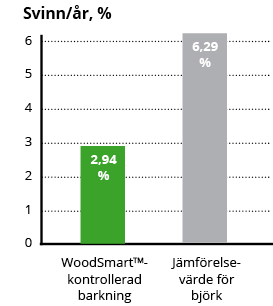 Svinn/år, %
6
5
4
3
2
1
0
6,29
%
2,94
%
WoodSmart™-
kontrollerad
barkning
Jämförelse-
värde för
björk